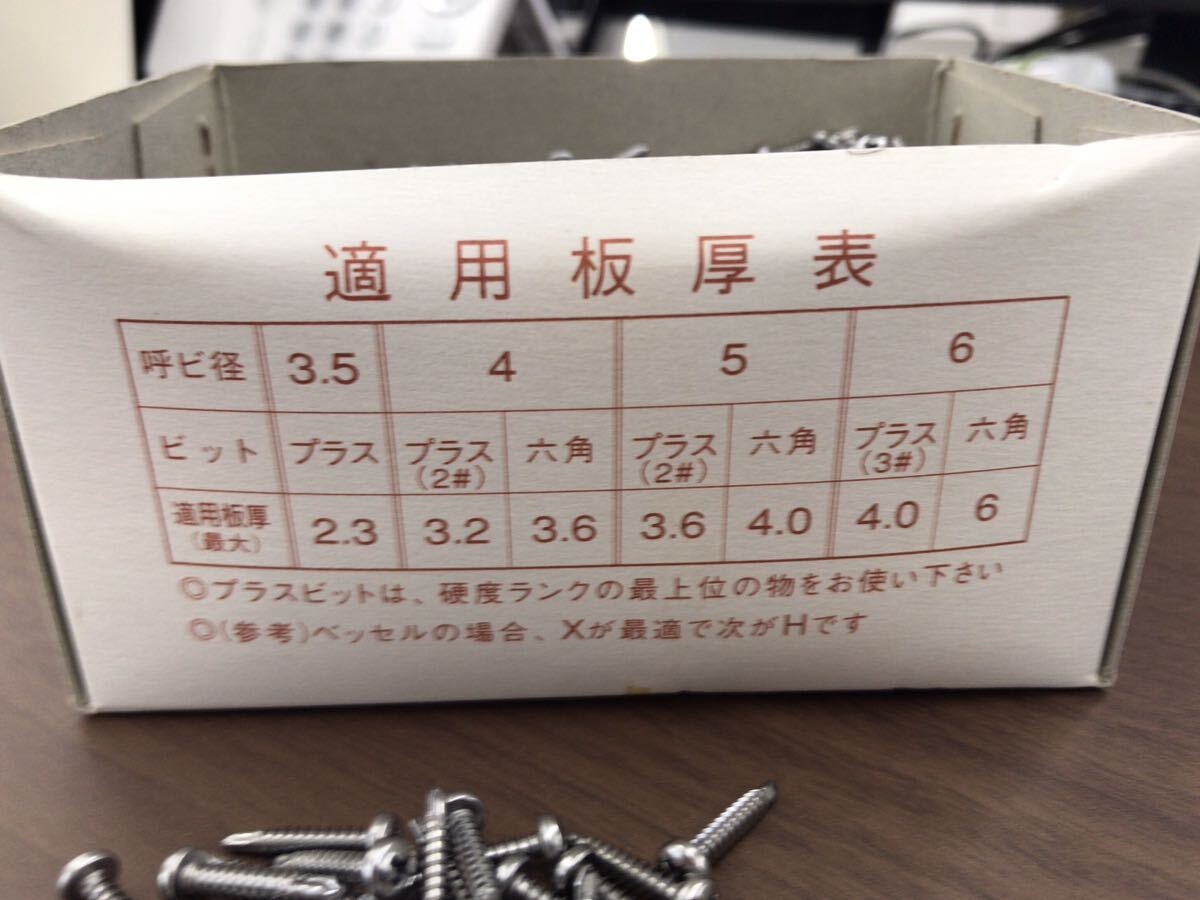 適用板厚表
呼ビ径 3.5 4 5 6
ビット プラス プラス(2#) 六角 プラス(2#) 六角 プラス(3#) 六角
適用板厚(最大) 2.3 3.2 3.6 3.6 4.0 4.0 6
◎プラスビットは、硬度ランクの最上位の物をお使い下さい
◎(参考)ベッセルの場合、Xが最適で次がHです